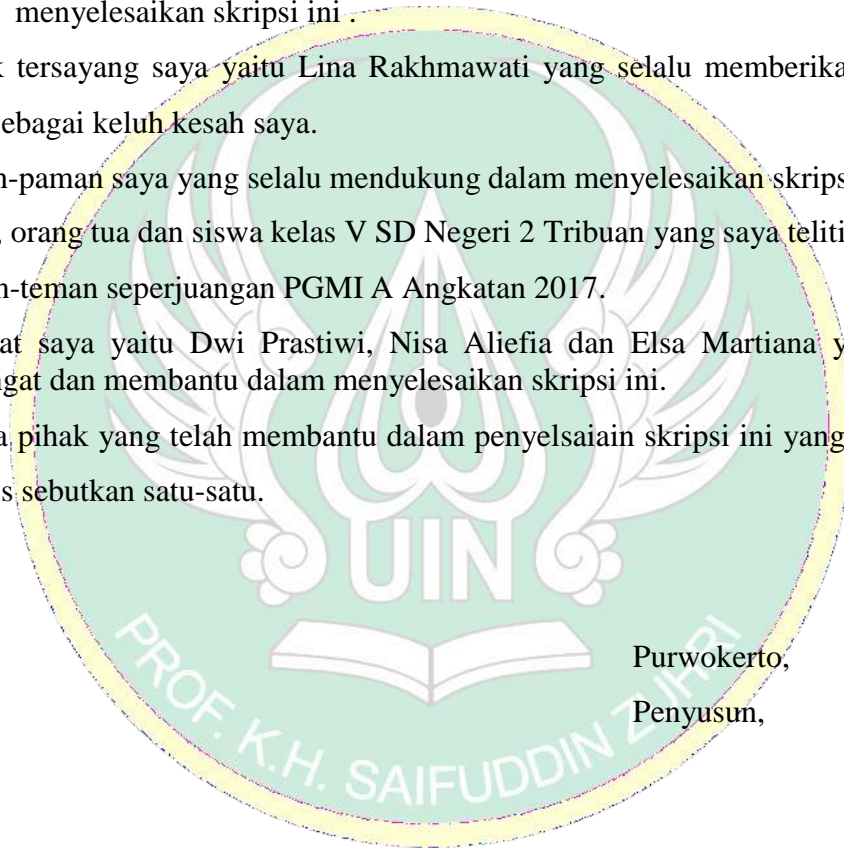 menyelesaikan skripsi ini .
k tersayang saya yaitu Lina Rakhmawati yang selalu memberika
ebagai keluh kesah saya.
n-paman saya yang selalu mendukung dalam menyelesaikan skrips
, orang tua dan siswa kelas V SD Negeri 2 Tribuan yang saya teliti
n-teman seperjuangan PGMI A Angkatan 2017.
at saya yaitu Dwi Prastiwi, Nisa Aliefia dan Elsa Martiana y
ngat dan membantu dalam menyelesaikan skripsi ini.
a pihak yang telah membantu dalam penyelsaiain skripsi ini yang
s sebutkan satu-satu.
UIN
PROF. K.H. SAIFUDDIN ZUHRI
Purwokerto,
Penyusun,